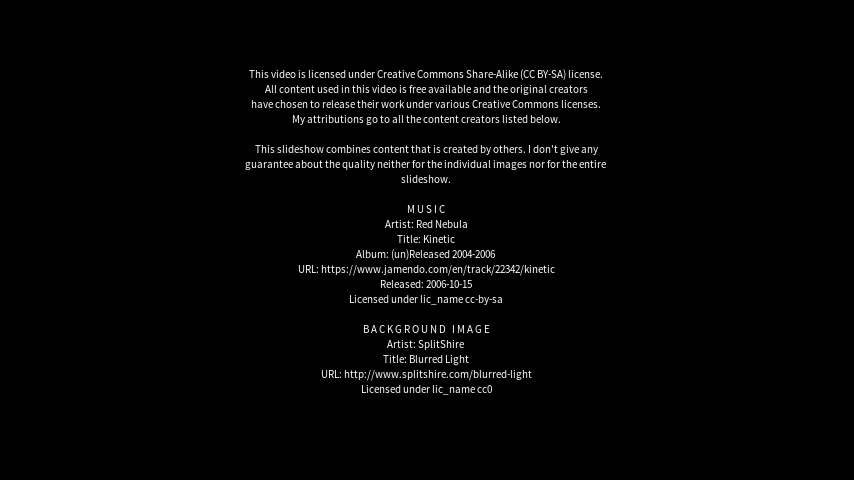 This video is licensed under Creative Commons Share-Alike (CC BY-SA) license.
All content used in this video is free available and the original creators
have chosen to release their work under various Creative Commons licenses.
My attributions go to all the content creators listed below.
This slideshow combines content that is created by others. I don't give any
guarantee about the quality neither for the individual images nor for the entire
slideshow.
MUSIC
Artist: Red Nebula
Title: Kinetic
Album: (un)Released 2004-2006
URL: https://www.jamendo.com/en/track/22342/kinetic
Released: 2006-10-15
Licensed under lic_name cc-by-sa
BACKGROUND IMAGE
Artist: SplitShire
Title: Blurred Light
URL: http://www.splitshire.com/blurred-light
Licensed under lic_name cc0